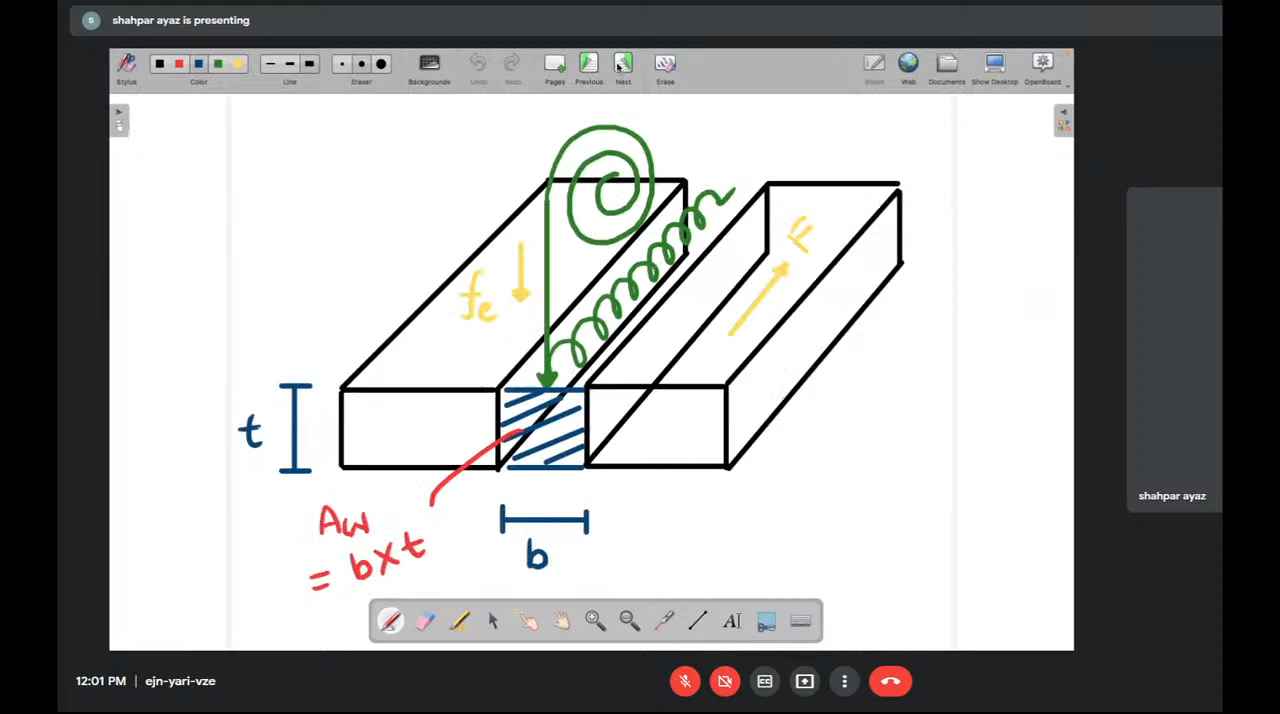 shahpar ayaz is presenting
Stylus
Color
Line
Eraser
Backgrounds
Undo
Redo
Pages
Previous
Next
Erase
Board
Web
Documents
Show Desktop
OpenBoard
fe
F
t
Aw
= b×t
b
shahpar ayaz
12:01 PM | ejn-yari-vze